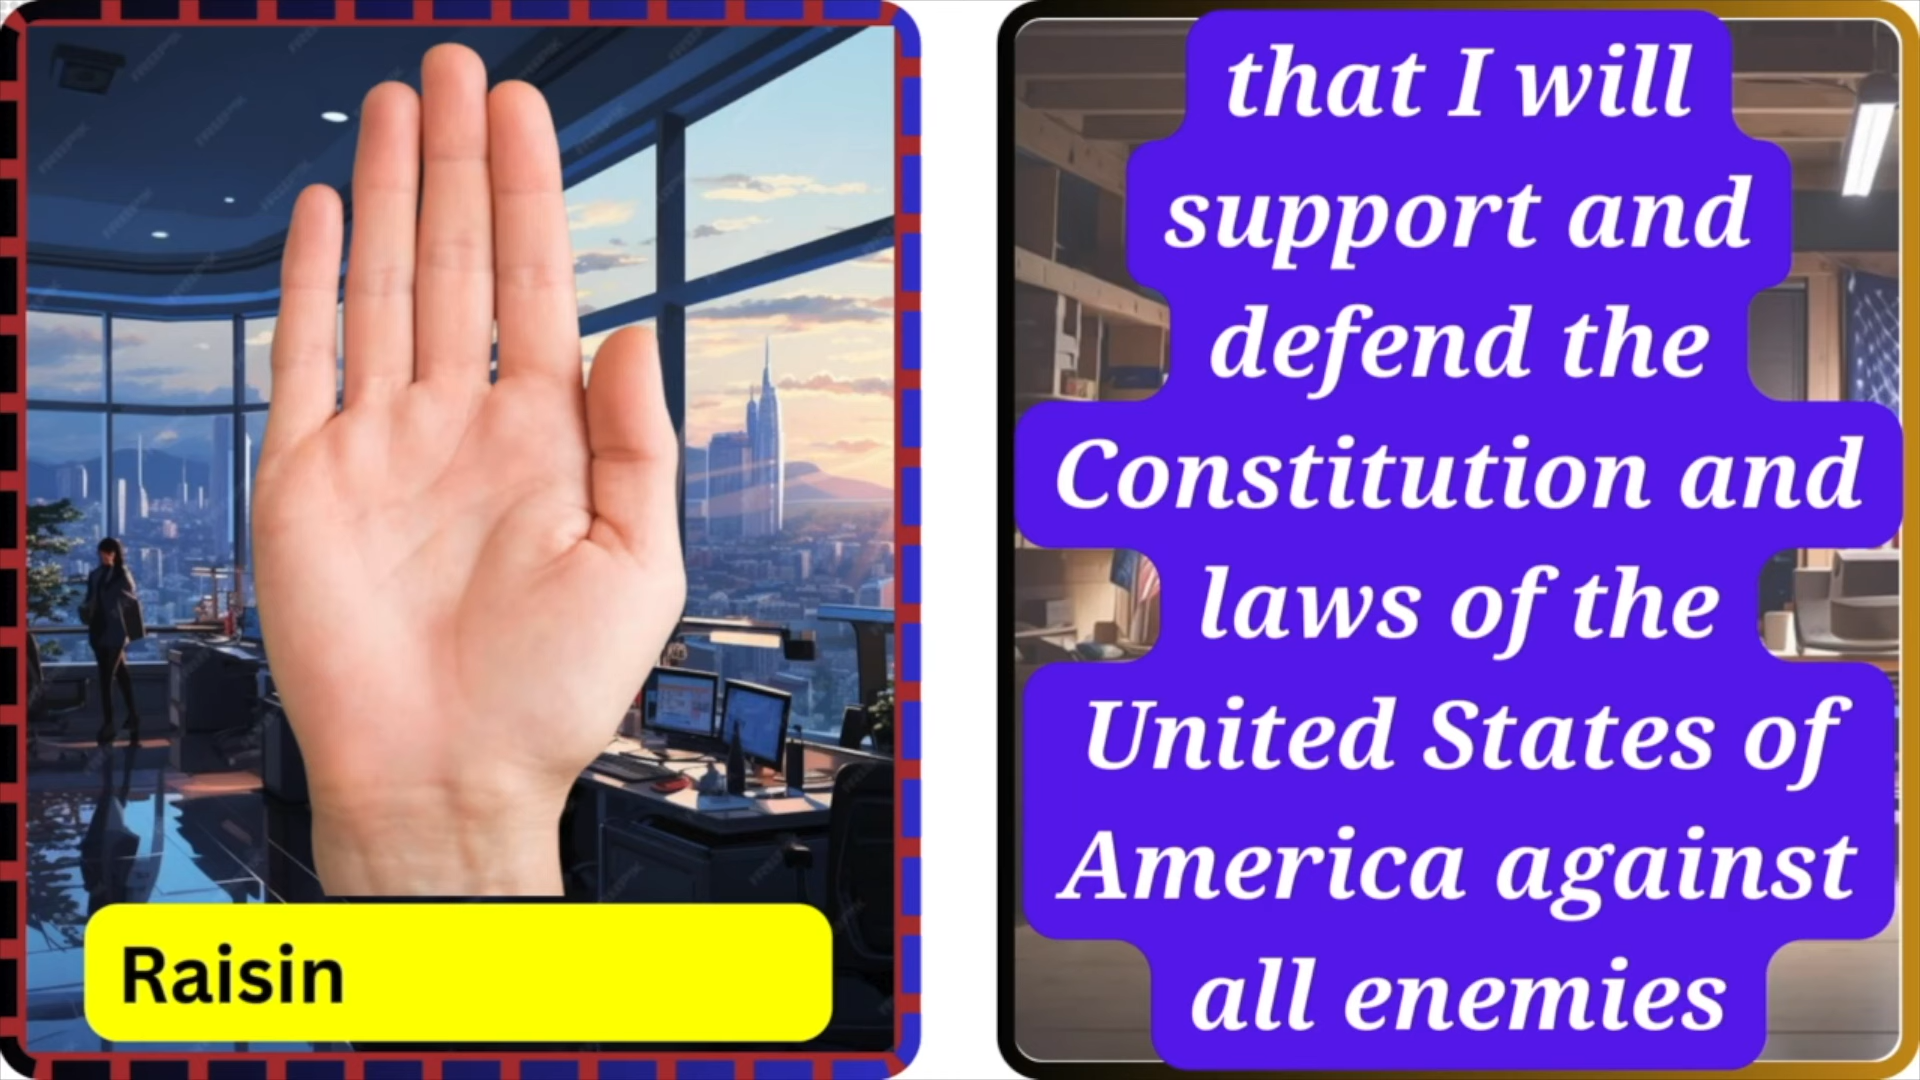 that I will
support and
defend the
Constitution and
laws of the
United States of
America against
all enemies
Raisin